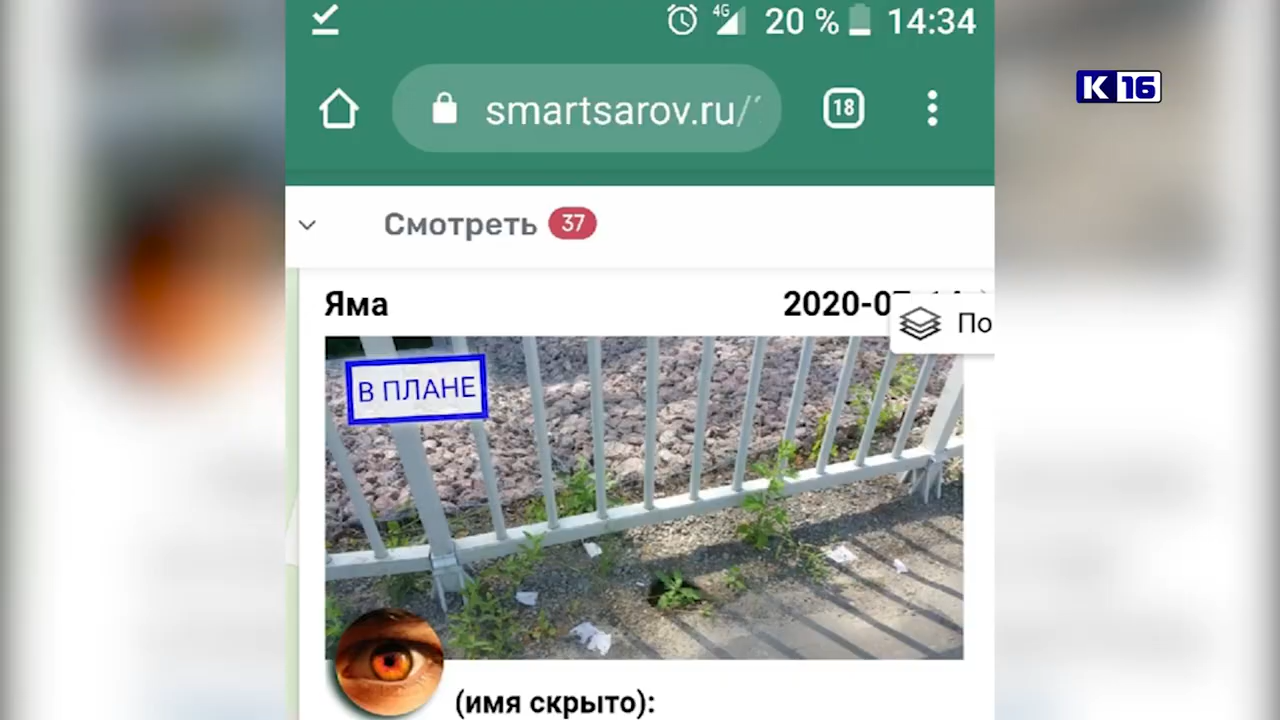 4G 20 % 14:34
smartsarov.ru/
18
K 16
Смотреть 37
Яма
По
В ПЛАНЕ
(имя скрыто):